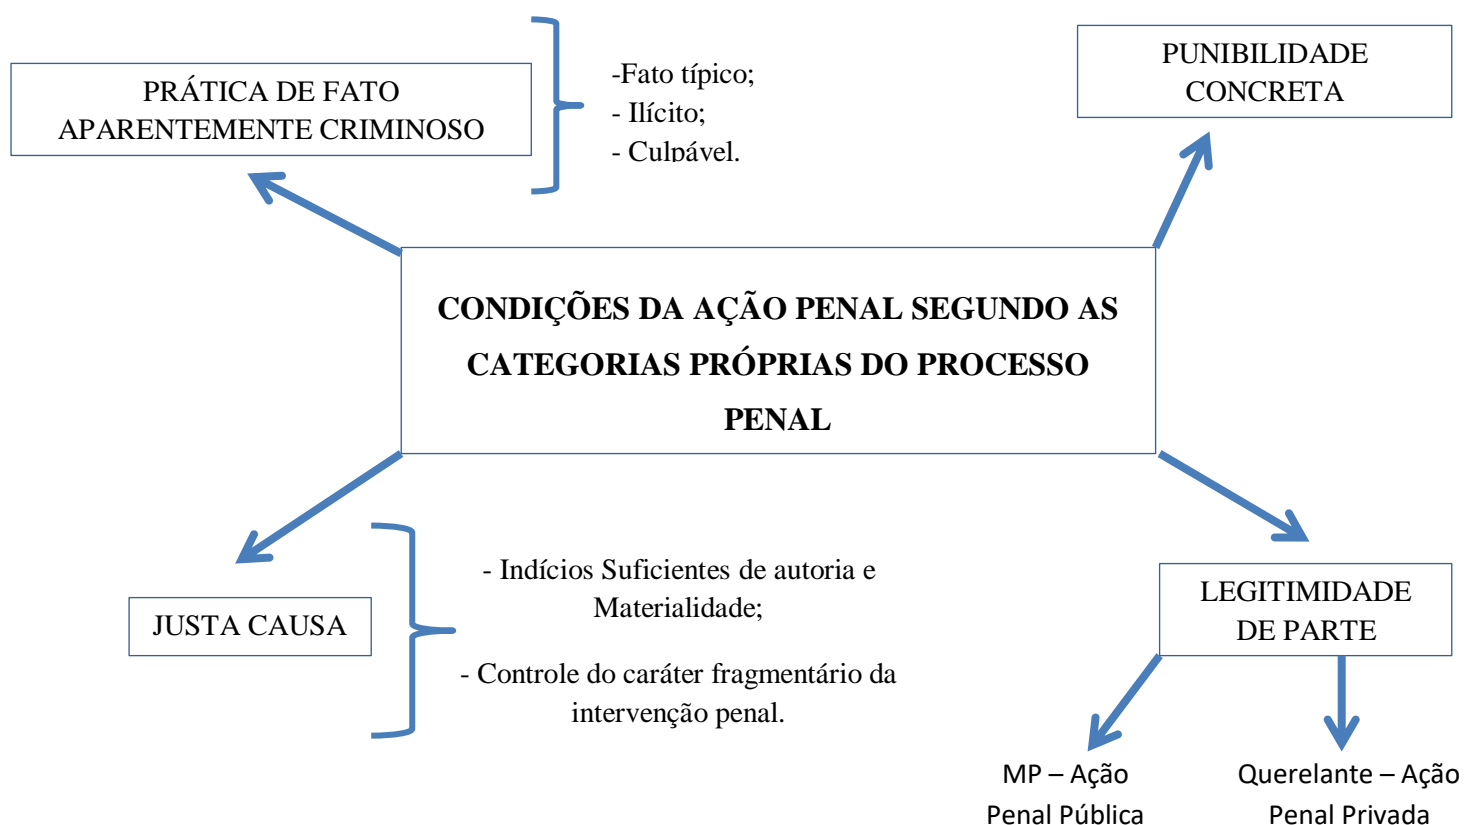 PRÁTICA DE FATO
APARENTEMENTE CRIMINOSO
-Fato típico;
- Ilícito;
- Culpável.
PUNIBILIDADE
CONCRETA
CONDIÇÕES DA AÇÃO PENAL SEGUNDO AS
CATEGORIAS PRÓPRIAS DO PROCESSO
PENAL
JUSTA CAUSA
- Indícios Suficientes de autoria e
Materialidade;
- Controle do caráter fragmentário da
intervenção penal.
LEGITIMIDADE
DE PARTE
MP – Ação
Penal Pública
Querelante – Ação
Penal Privada